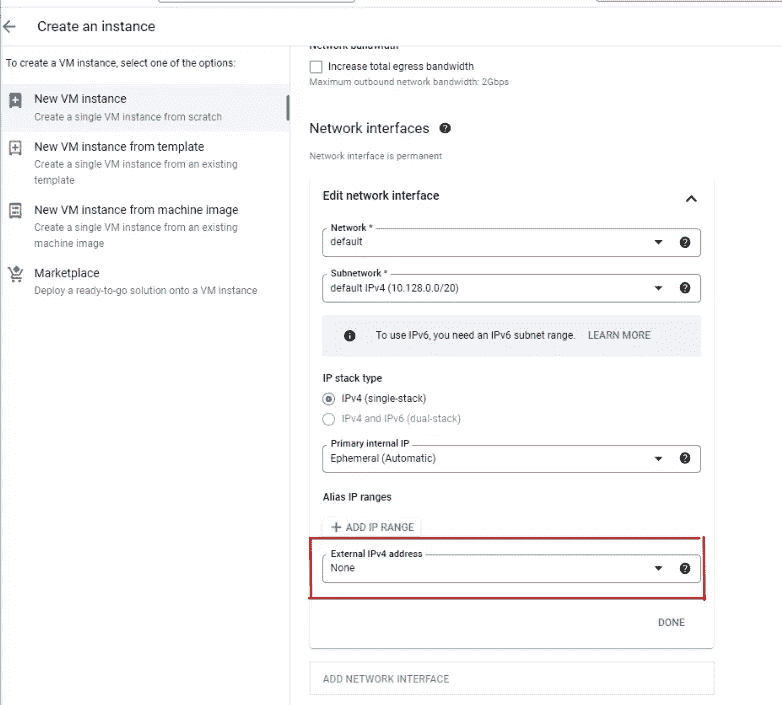 Create an instance
To create a VM instance, select one of the options:
New VM instance
Create a single VM instance from scratch
New VM instance from template
Create a single VM instance from an existing
template
New VM instance from machine image
Create a single VM instance from an existing
machine image
Marketplace
Deploy a ready-to-go solution onto a VM instance
Network bandwidth
Increase total egress bandwidth
Maximum outbound network bandwidth: 2Gbps
Network interfaces
Network interface is permanent
Edit network interface
Network *
default
Subnetwork *
default IPv4 (10.128.0.0/20)
To use IPv6, you need an IPv6 subnet range. LEARN MORE
IP stack type
IPv4 (single-stack)
IPv4 and IPv6 (dual-stack)
Primary internal IP
Ephemeral (Automatic)
Alias IP ranges
ADD IP RANGE
External IPv4 address
None
DONE
ADD NETWORK INTERFACE